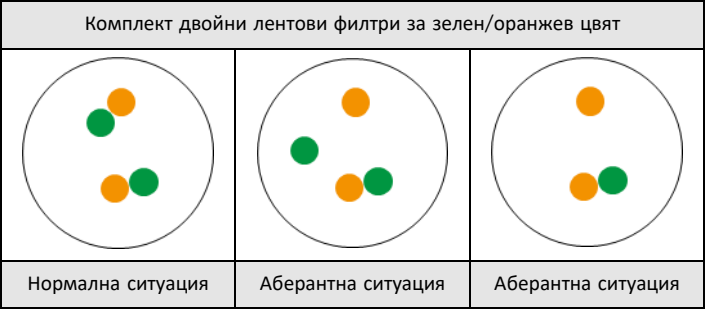 Комплект двойни лентови филтри за зелен/оранжев цвят
Нормална ситуация
Аберантна ситуация
Аберантна ситуация